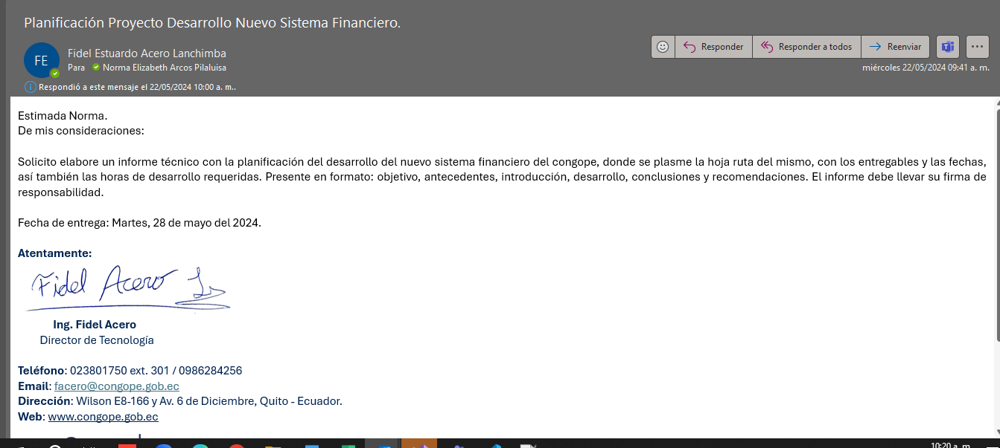 Planificación Proyecto Desarrollo Nuevo Sistema Financiero.
FE
Fidel Estuardo Acero Lanchimba
Para Norma Elizabeth Arcos Pilaluisa
Responder
Responder a todos
Reenviar
miércoles 22/05/2024 09:41 a. m.
Respondió a este mensaje el 22/05/2024 10:00 a. m..
Estimada Norma.
De mis consideraciones:
Solicito elabore un informe técnico con la planificación del desarrollo del nuevo sistema financiero del congope, donde se plasme la hoja ruta del mismo, con los entregables y las fechas,
así también las horas de desarrollo requeridas. Presente en formato: objetivo, antecedentes, introducción, desarrollo, conclusiones y recomendaciones. El informe debe llevar su firma de
responsabilidad.
Fecha de entrega: Martes, 28 de mayo del 2024.
Atentamente:
Fidel Acero
Ing. Fidel Acero
Director de Tecnología
Teléfono: 023801750 ext. 301 / 0986284256
Email: facero@congope.gob.ec
Dirección: Wilson E8-166 y Av. 6 de Diciembre, Quito - Ecuador.
Web: www.congope.gob.ec
10:20 a. m.